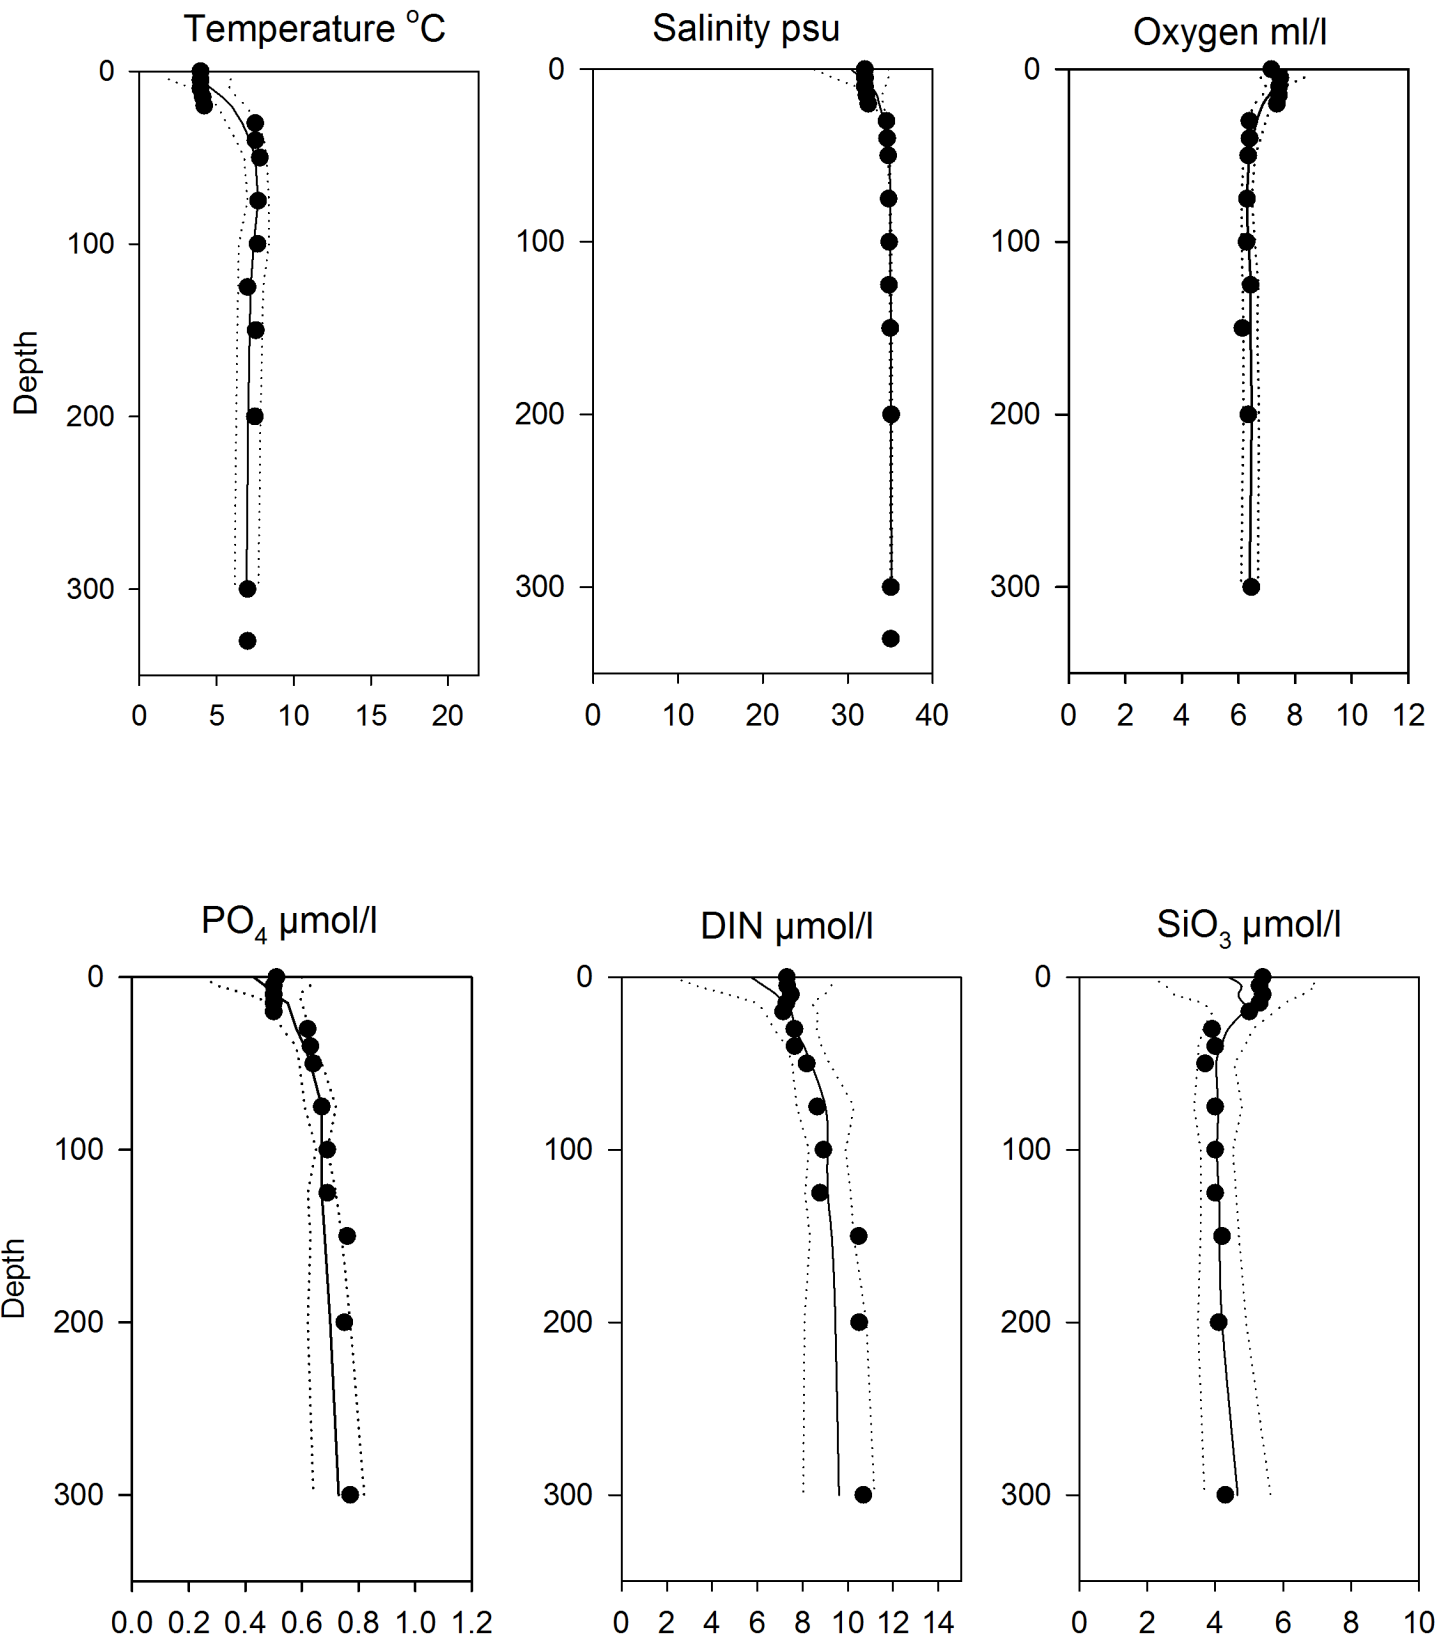 Temperature °C
Salinity psu
Oxygen ml/l
0
100
200
300
Depth
0 5 10 15 20
0
100
200
300
0 10 20 30 40
0
100
200
300
0 2 4 6 8 10 12
PO4 µmol/l
DIN µmol/l
SiO3 µmol/l
0
100
200
300
Depth
0.0 0.2 0.4 0.6 0.8 1.0 1.2
0
100
200
300
0 2 4 6 8 10 12 14
0
100
200
300
0 2 4 6 8 10